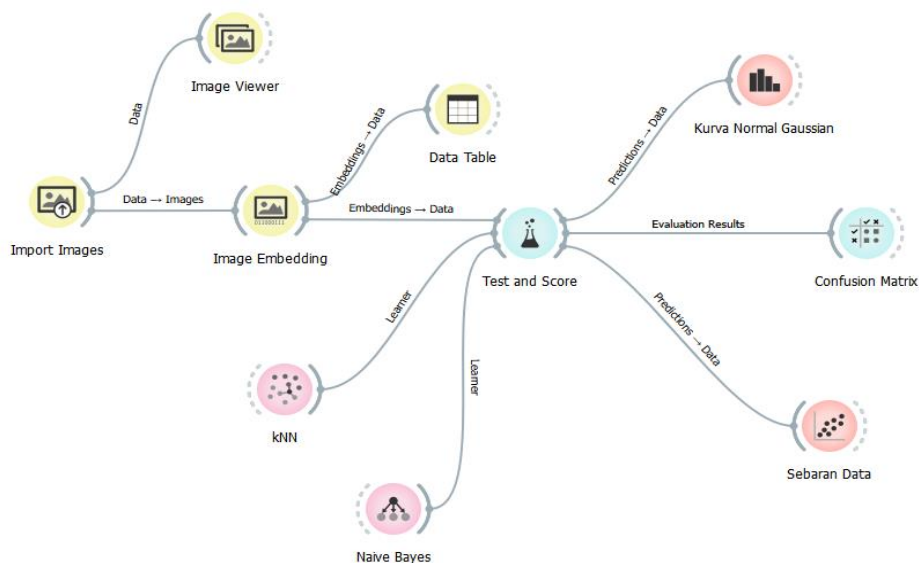 Image Viewer
Data
Embeddings → Data
Data Table
Predictions → Data
Kurva Normal Gaussian
Data → Images
Import Images
Image Embedding
Embeddings → Data
Test and Score
Evaluation Results
Confusion Matrix
Learner
kNN
Learner
Naive Bayes
Predictions → Data
Sebaran Data